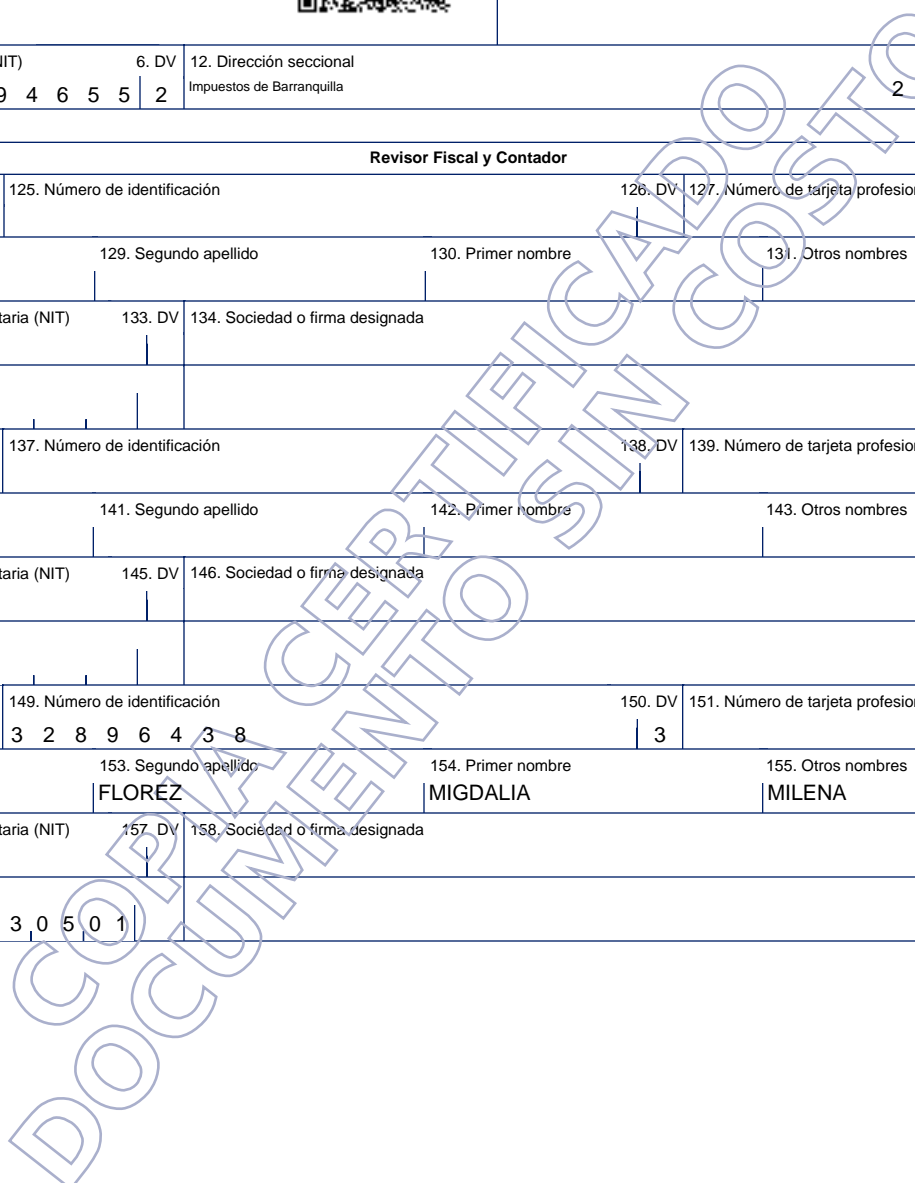 NIT) 6. DV 12. Dirección seccional
9 4 6 5 5 2 Impuestos de Barranquilla 2
Revisor Fiscal y Contador
125. Número de identificación 126. DV 127. Número de tarjeta profesion
129. Segundo apellido 130. Primer nombre 131. Otros nombres
taria (NIT) 133. DV 134. Sociedad o firma designada
137. Número de identificación 138. DV 139. Número de tarjeta profesion
141. Segundo apellido 142. Primer nombre 143. Otros nombres
taria (NIT) 145. DV 146. Sociedad o firma designada
149. Número de identificación 150. DV 151. Número de tarjeta profesion
3 2 8 9 6 4 3 8 3
153. Segundo apellido 154. Primer nombre 155. Otros nombres
FLOREZ MIGDALIA MILENA
taria (NIT) 157. DV 158. Sociedad o firma designada
3 0 5 0 1
COPIA CERTIFICADO
DOCUMENTO SIN COSTO